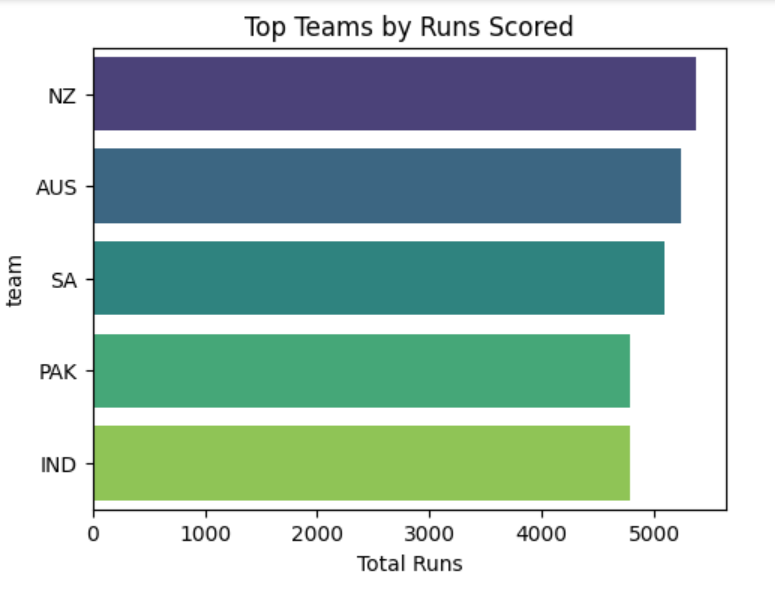 Top Teams by Runs Scored
NZ
AUS
SA
PAK
IND
team
0 1000 2000 3000 4000 5000
Total Runs